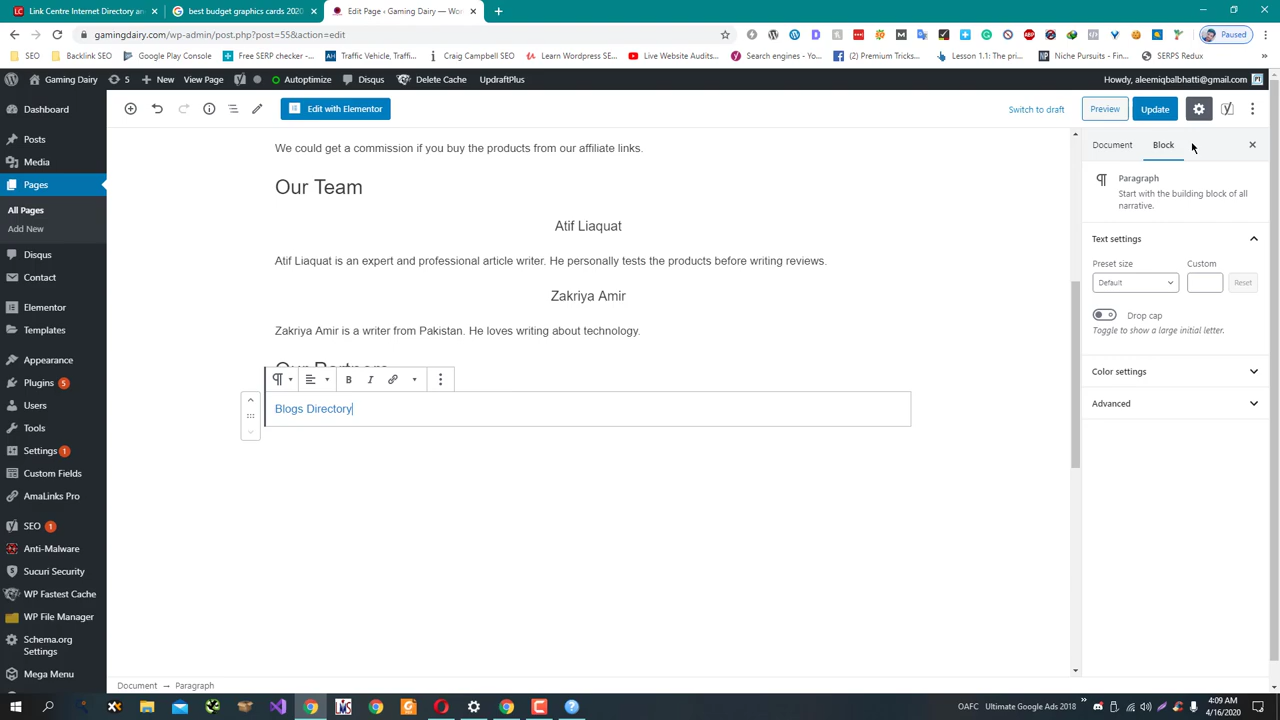 Link Centre Internet Directory an
best budget graphics cards 2020
Edit Page ‹ Gaming Dairy — Wo
gamingdairy.com/wp-admin/post.php?post=55&action=edit
Paused
SEO
Backlink SEO
Google Play Console
Free SERP checker -...
Traffic Vehicle, Traf...
Craig Campbell SEO
Learn Wordpress SE...
Live Website Audits...
Search engines - Yo...
(2) Premium Tricks...
Lesson 1.1: The pri...
Niche Pursuits - Fin...
SERPS Redux
Gaming Dairy
5
New
View Page
Autoptimize
Disqus
Delete Cache
UpdraftPlus
Howdy, aleemiqbalbhatti@gmail.com
Dashboard
Posts
Media
Pages
All Pages
Add New
Disqus
Contact
Elementor
Templates
Appearance
Plugins 5
Users
Tools
Settings 1
Custom Fields
AmaLinks Pro
SEO 1
Anti-Malware
Sucuri Security
WP Fastest Cache
WP File Manager
Schema.org
Settings
Mega Menu
Edit with Elementor
Switch to draft
Preview
Update
We could get a commission if you buy the products from our affiliate links.
Our Team
Atif Liaquat
Atif Liaquat is an expert and professional article writer. He personally tests the products before writing reviews.
Zakriya Amir
Zakriya Amir is a writer from Pakistan. He loves writing about technology.
Our Partners
B
I
Blogs Directory
Document
Block
Paragraph
Start with the building block of all
narrative.
Text settings
Preset size
Custom
Default
Reset
Drop cap
Toggle to show a large initial letter.
Color settings
Advanced
Document → Paragraph
OAFC
Ultimate Google Ads 2018
4:09 AM
4/16/2020